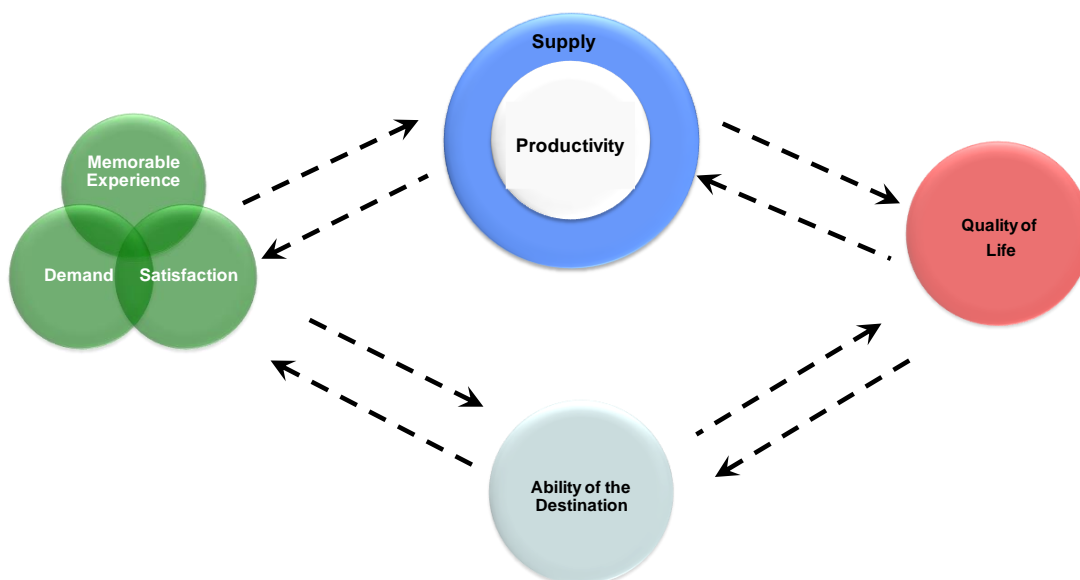 Supply
Productivity
Memorable
Experience
Demand
Satisfaction
Quality of
Life
Ability of the
Destination